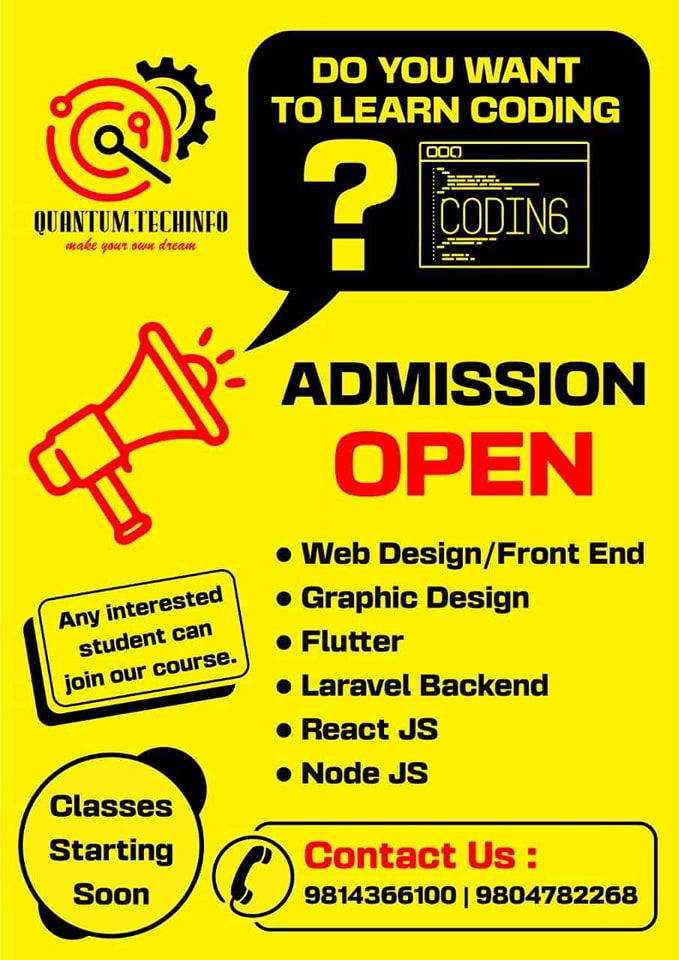 QUANTUM.TECHINFO
make your own dream
DO YOU WANT
TO LEARN CODING
?
CODING
ADMISSION
OPEN
● Web Design/Front End
● Graphic Design
● Flutter
● Laravel Backend
● React JS
● Node JS
Any interested
student can
join our course.
Classes
Starting
Soon
Contact Us :
9814366100 | 9804782268